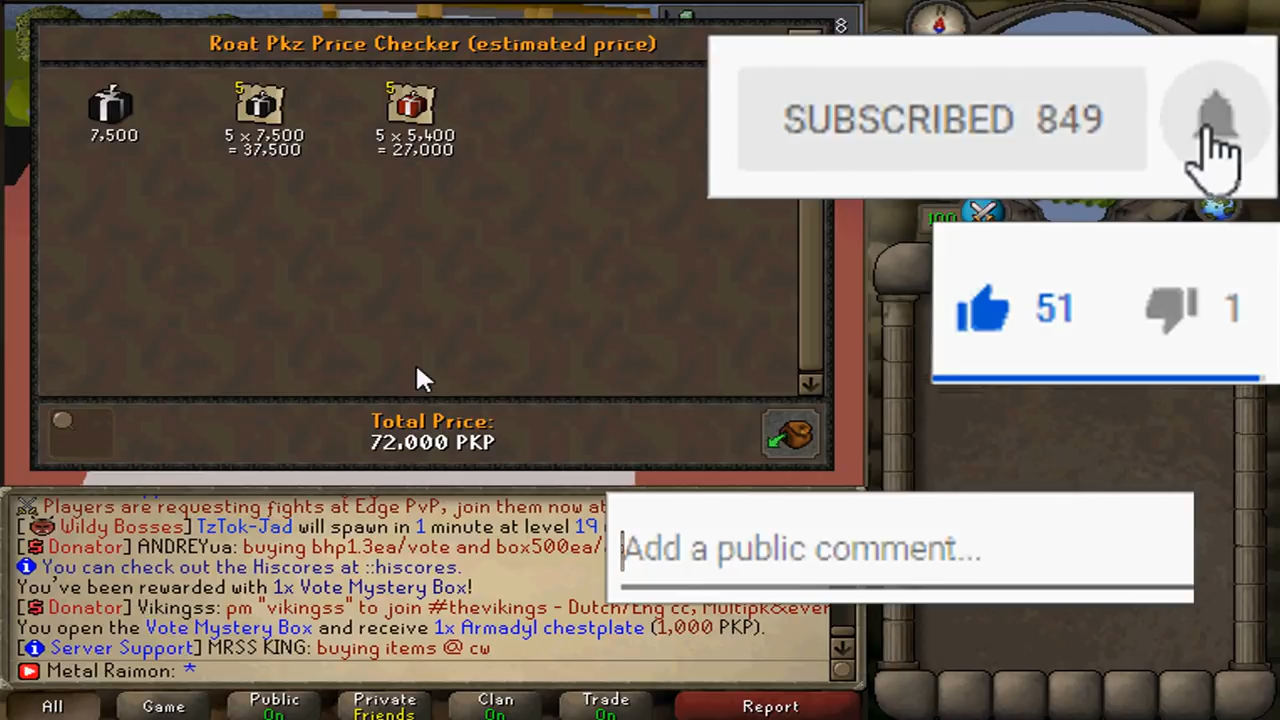 Roat Pkz Price Checker (estimated price)
8
5
5
7,500
5 x 7,500
= 37,500
5 x 5,400
= 27,000
SUBSCRIBED 849
N
100
51
1
Total Price:
72,000 PKP
Players are requesting fights at Edge PvP, join them now at
[Wildy Bosses] TzTok-Jad will spawn in 1 minute at level 19
[Donator] ANDREYua: buying bhp1.3ea/vote and box500ea/
You can check out the Hiscores at ::hiscores.
You've been rewarded with 1x Vote Mystery Box!
[Donator] Vikingss: pm "vikingss" to join #thevikings - Dutch/Eng cc, Multipk&even
You open the Vote Mystery Box and receive 1x Armadyl chestplate (1,000 PKP).
[Server Support] MRSS KING: buying items @ cw
Metal Raimon: *
Add a public comment...
All
Game
Public
On
Private
Friends
Clan
On
Trade
On
Report